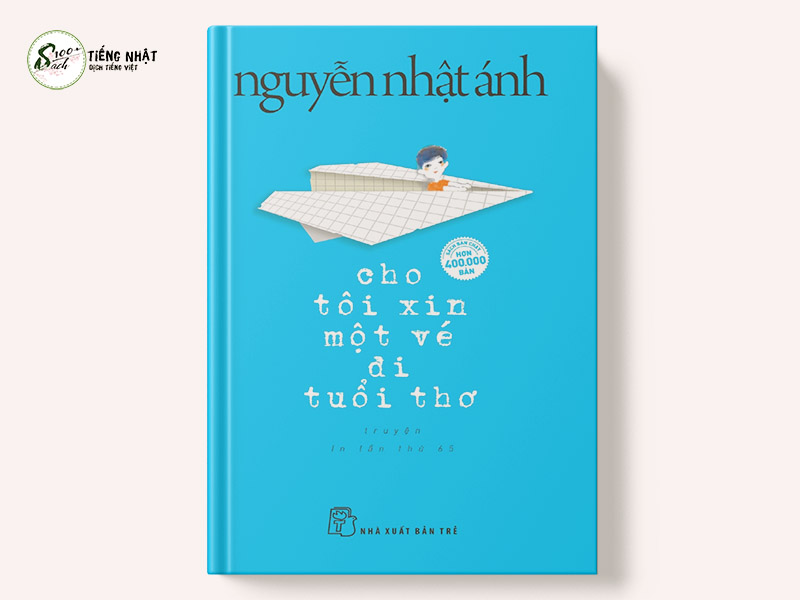 100+
Sách
TIẾNG NHẬT
DỊCH TIẾNG VIỆT
nguyễn nhật ánh
SÁCH BÁN CHẠY
HƠN
400.000
BẢN
cho
tôi xin
một vé
đi
tuổi thơ
truyện
In lần thứ 65
NHÀ XUẤT BẢN TRẺ